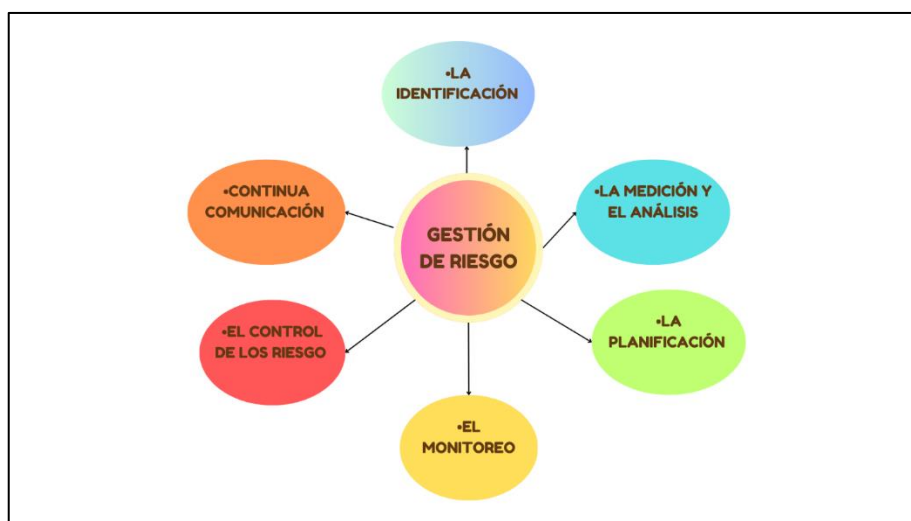 •LA
IDENTIFICACIÓN
•CONTINUA
COMUNICACIÓN
•LA MEDICIÓN Y
EL ANÁLISIS
GESTIÓN
DE RIESGO
•EL CONTROL
DE LOS RIESGO
•LA
PLANIFICACIÓN
•EL
MONITOREO